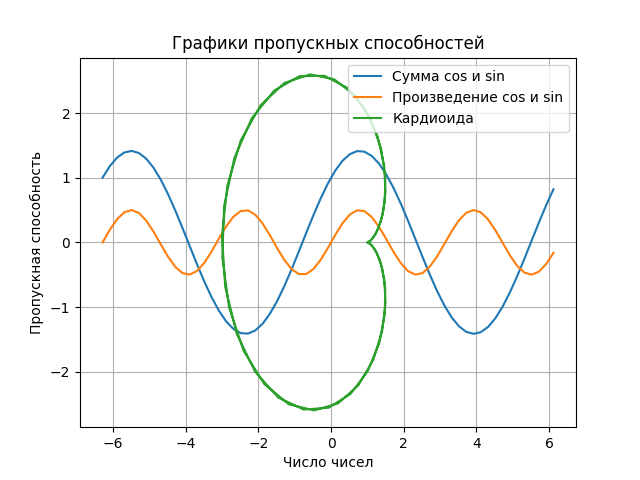 Графики пропускных способностей
Сумма cos и sin
Произведение cos и sin
Кардиоида
Пропускная способность
2
1
0
−1
−2
−6
−4
−2
0
2
4
6
Число чисел